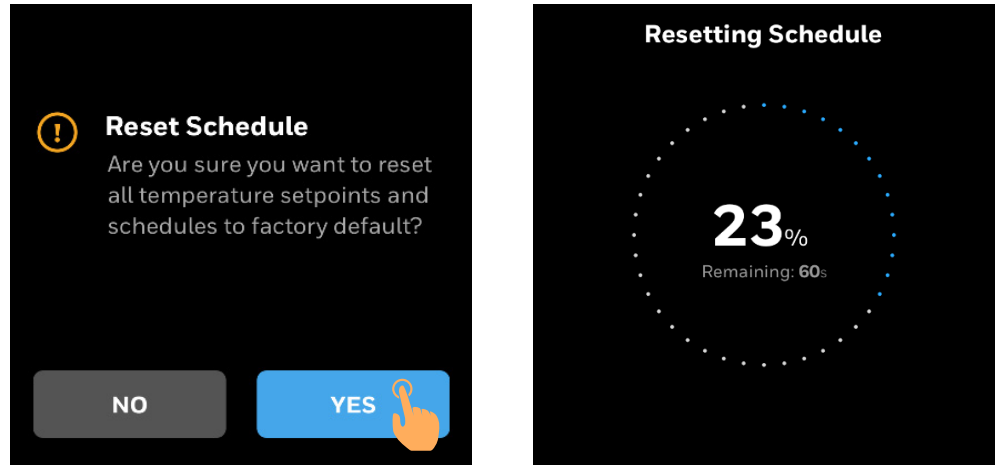 Reset Schedule
Are you sure you want to reset
all temperature setpoints and
schedules to factory default?
NO
YES
Resetting Schedule
23%
Remaining: 60s